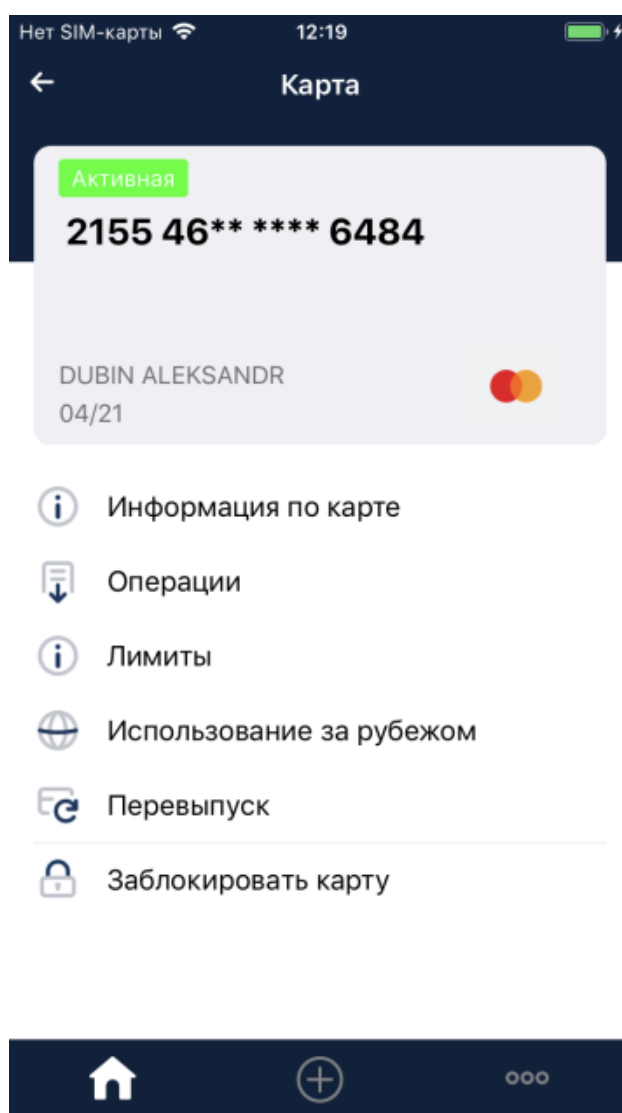 Нет SIM-карты 12:19
Карта
Активная
2155 46** **** 6484
DUBIN ALEKSANDR
04/21
Информация по карте
Операции
Лимиты
Использование за рубежом
Перевыпуск
Заблокировать карту